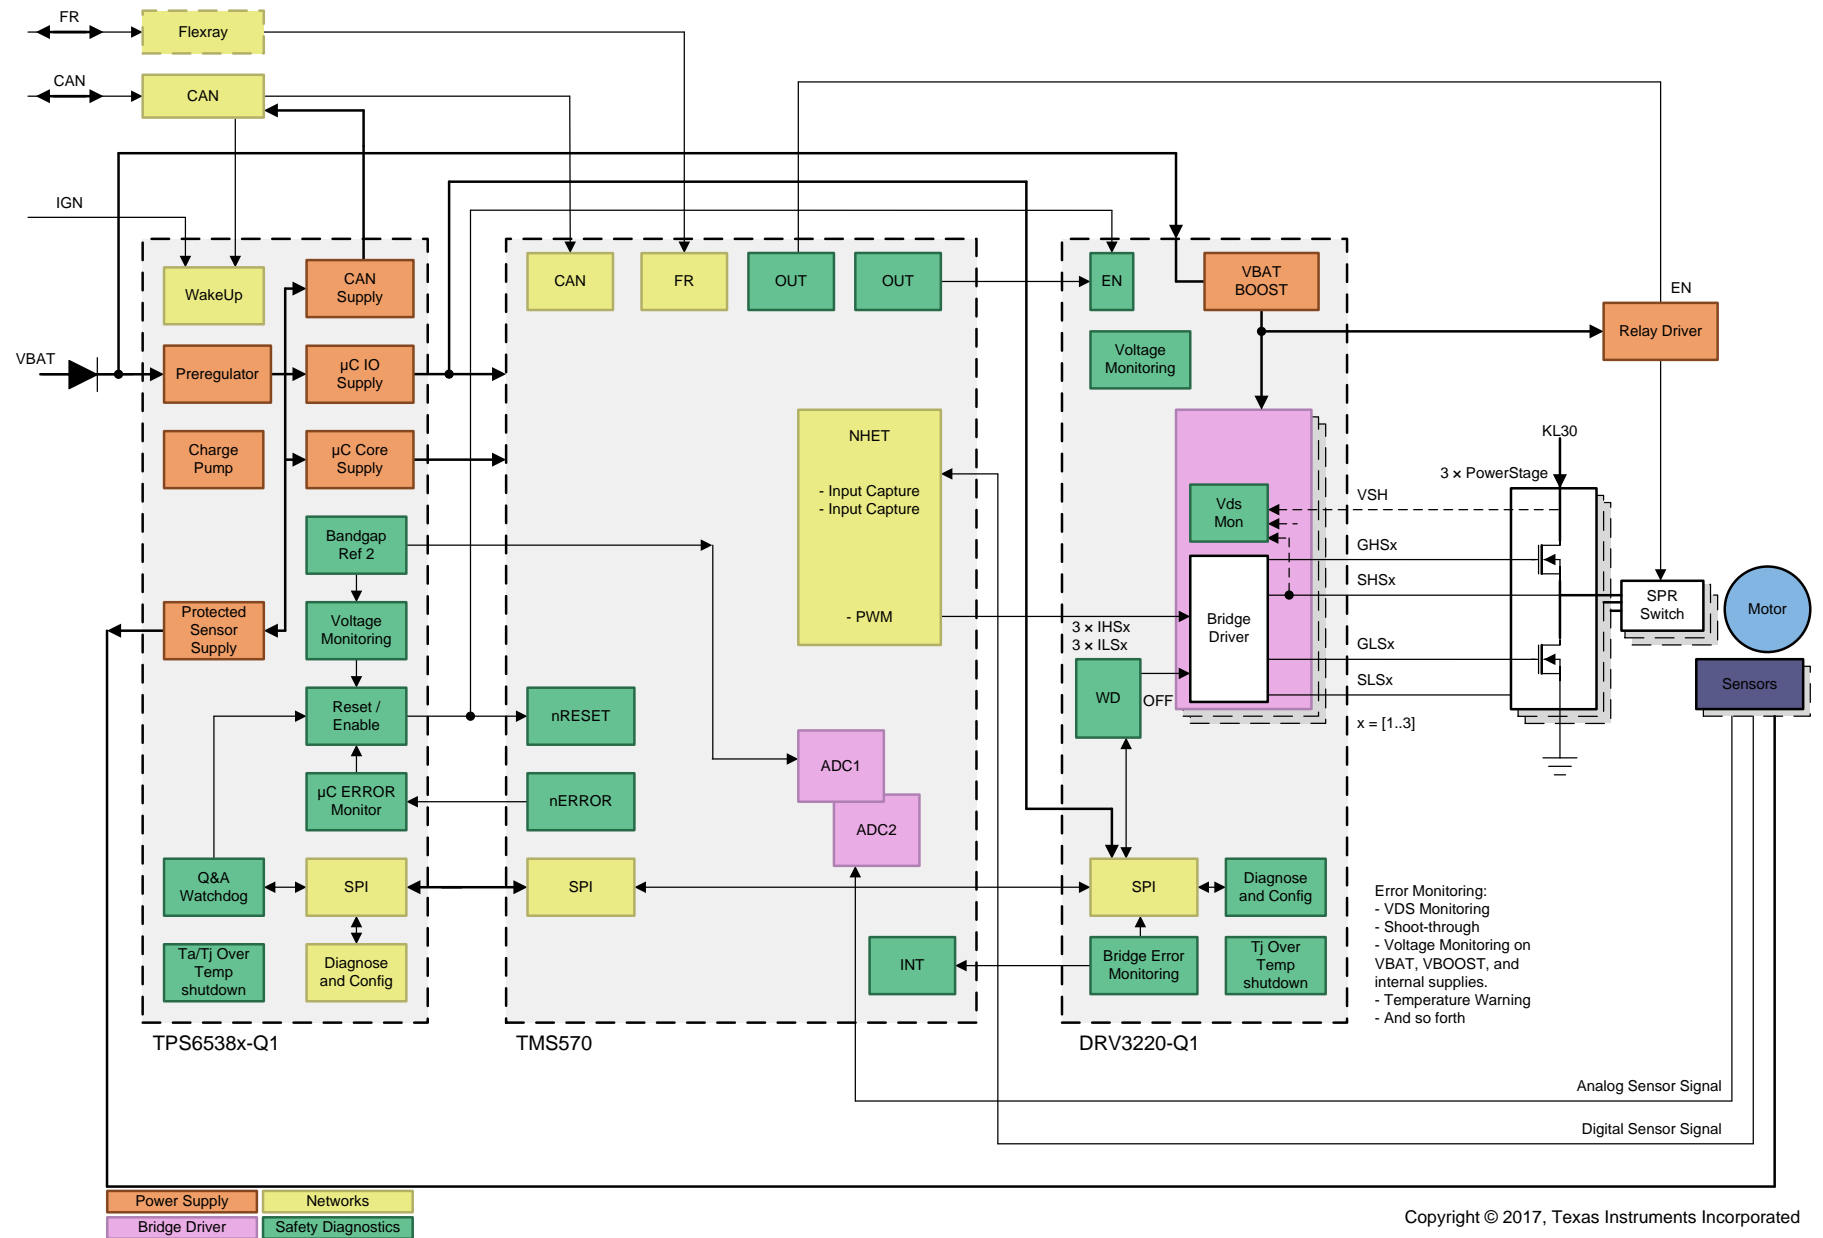 FR
Flexray
CAN
CAN
IGN
VBAT
WakeUp
CAN
Supply
Preregulator
µC IO
Supply
Charge
Pump
µC Core
Supply
Bandgap
Ref 2
Protected
Sensor
Supply
Voltage
Monitoring
Reset /
Enable
µC ERROR
Monitor
Q&A
Watchdog
SPI
Ta/Tj Over
Temp
shutdown
Diagnose
and Config
TPS6538x-Q1
CAN
FR
OUT
OUT
NHET
- Input Capture
- Input Capture
- PWM
nRESET
nERROR
ADC1
ADC2
SPI
INT
TMS570
EN
VBAT
BOOST
Voltage
Monitoring
Vds
Mon
Bridge
Driver
3 × IHSx
3 × ILSx
WD
OFF
SPI
Diagnose
and Config
Bridge Error
Monitoring
Tj Over
Temp
shutdown
DRV3220-Q1
EN
Relay Driver
KL30
3 × PowerStage
VSH
GHSx
SHSx
GLSx
SLSx
x = [1..3]
SPR
Switch
Motor
Sensors
Error Monitoring:
- VDS Monitoring
- Shoot-through
- Voltage Monitoring on
VBAT, VBOOST, and
internal supplies.
- Temperature Warning
- And so forth
Analog Sensor Signal
Digital Sensor Signal
Power Supply
Networks
Bridge Driver
Safety Diagnostics
Copyright © 2017, Texas Instruments Incorporated